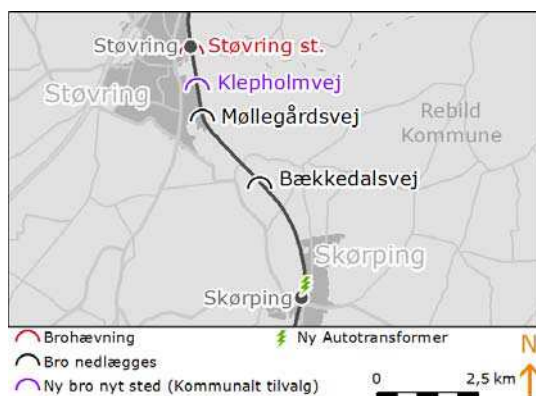 Støvring
Støvring st.
Klepholmvej
Støvring
Møllegårdsvej
Rebild
Kommune
Bækkedalsvej
Skørping
Skørping
Brohævning
Ny Autotransformer
Bro nedlægges
Ny bro nyt sted (Kommunalt tilvalg)
0 2,5 km
N